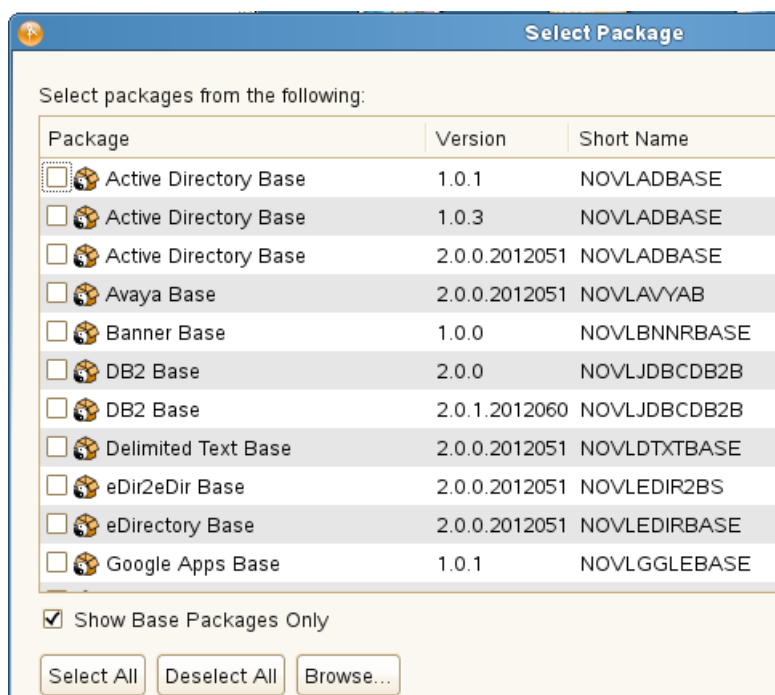 Select Package
Select packages from the following:
Package Version Short Name
Active Directory Base 1.0.1 NOVLADBASE
Active Directory Base 1.0.3 NOVLADBASE
Active Directory Base 2.0.0.2012051 NOVLADBASE
Avaya Base 2.0.0.2012051 NOVLAVYAB
Banner Base 1.0.0 NOVLBNNRBASE
DB2 Base 2.0.0 NOVLJDBCDB2B
DB2 Base 2.0.1.2012060 NOVLJDBCDB2B
Delimited Text Base 2.0.0.2012051 NOVLDTXTBASE
eDir2eDir Base 2.0.0.2012051 NOVLEDIR2BS
eDirectory Base 2.0.0.2012051 NOVLEDIRBASE
Google Apps Base 1.0.1 NOVLGGLEBASE
Show Base Packages Only
Select All Deselect All Browse...